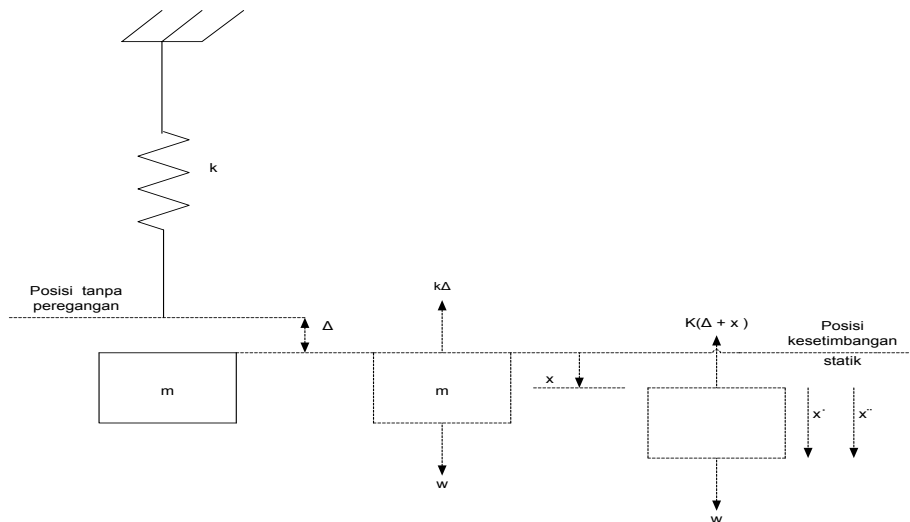 k
Posisi tanpa
peregangan
Δ
kΔ
K(Δ + x )
Posisi
kesetimbangan
statik
m
m
x
x˙
x¨
w
w